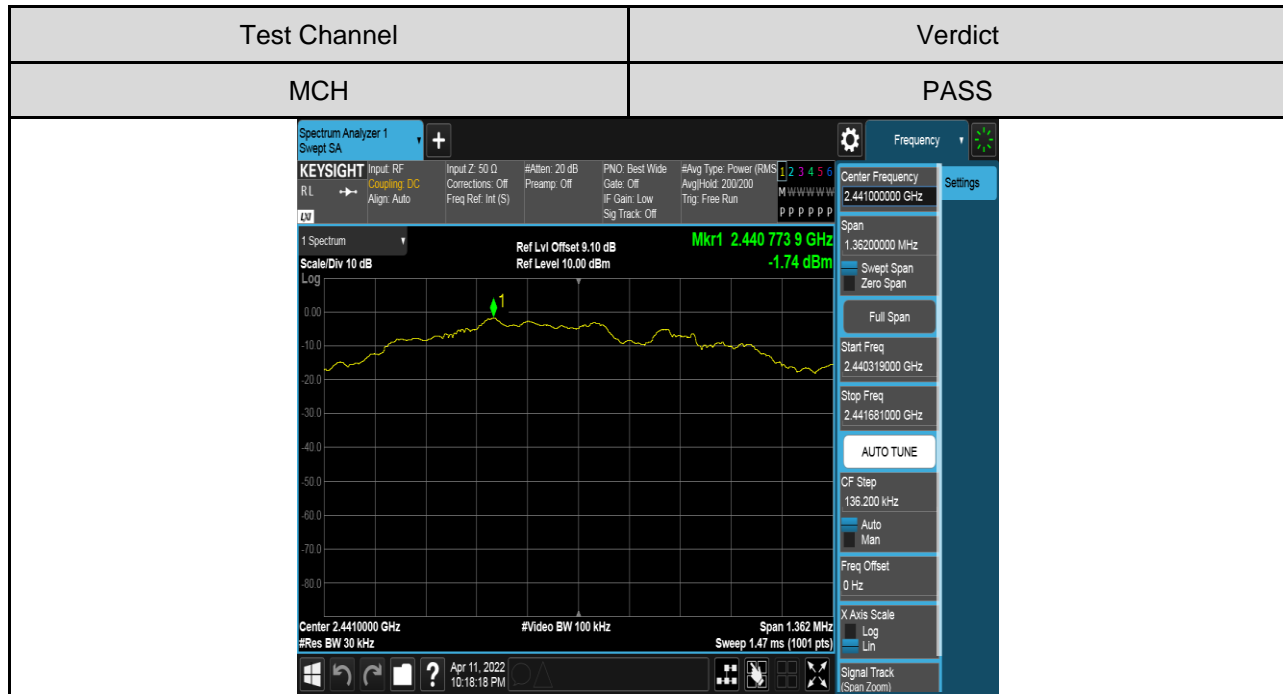 Test Channel
Verdict
MCH
PASS
Spectrum Analyzer 1
Swept SA
+
Frequency
KEYSIGHT
RL
LXI
Input: RF
Coupling: DC
Align: Auto
Input Z: 50 Ω
Corrections: Off
Freq Ref: Int (S)
#Atten: 20 dB
Preamp: Off
PNO: Best Wide
Gate: Off
IF Gain: Low
Sig Track: Off
#Avg Type: Power (RMS
Avg|Hold: 200/200
Trig: Free Run
1 2 3 4 5 6
M W W W W W
P P P P P P
1 Spectrum
Scale/Div 10 dB
Ref Lvl Offset 9.10 dB
Ref Level 10.00 dBm
Mkr1 2.440 773 9 GHz
-1.74 dBm
Log
1
0.00
-10.0
-20.0
-30.0
-40.0
-50.0
-60.0
-70.0
-80.0
Center 2.4410000 GHz
#Res BW 30 kHz
#Video BW 100 kHz
Span 1.362 MHz
Sweep 1.47 ms (1001 pts)
?
Apr 11, 2022
10:18:18 PM
Center Frequency
2.441000000 GHz
Settings
Span
1.36200000 MHz
Swept Span
Zero Span
Full Span
Start Freq
2.440319000 GHz
Stop Freq
2.441681000 GHz
AUTO TUNE
CF Step
136.200 kHz
Auto
Man
Freq Offset
0 Hz
X Axis Scale
Log
Lin
Signal Track
(Span Zoom)